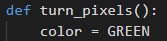 def turn_pixels():
    color = GREEN